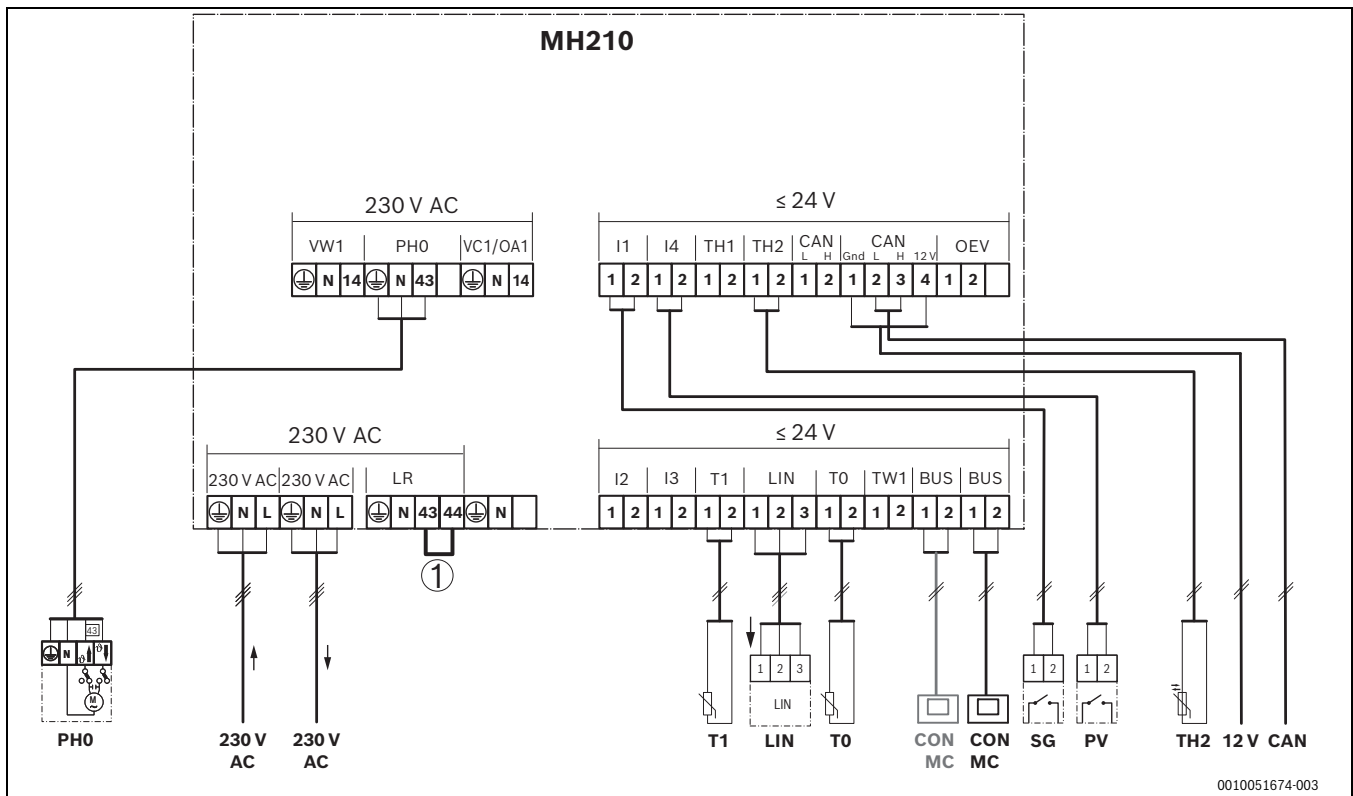 MH210
230 V AC
≤ 24 V
VW1 PH0 VC1/OA1
I1 I4 TH1 TH2 CAN CAN OEV
L H Gnd L H 12 V
N 14 N 43 N 14
1 2 1 2 1 2 1 2 1 2 1 2 3 4 1 2
230 V AC
≤ 24 V
230 V AC 230 V AC LR
I2 I3 T1 LIN T0 TW1 BUS BUS
N L N L N 43 44 N
1 2 1 2 1 2 1 2 3 1 2 1 2 1 2 1 2
①
43
N ϑ ϑ
M
~
1 2 3
LIN
1 2
1 2
PH0
230 V
AC
230 V
AC
T1
LIN
T0
CON
MC
CON
MC
SG
PV
TH2
12 V
CAN
0010051674-003